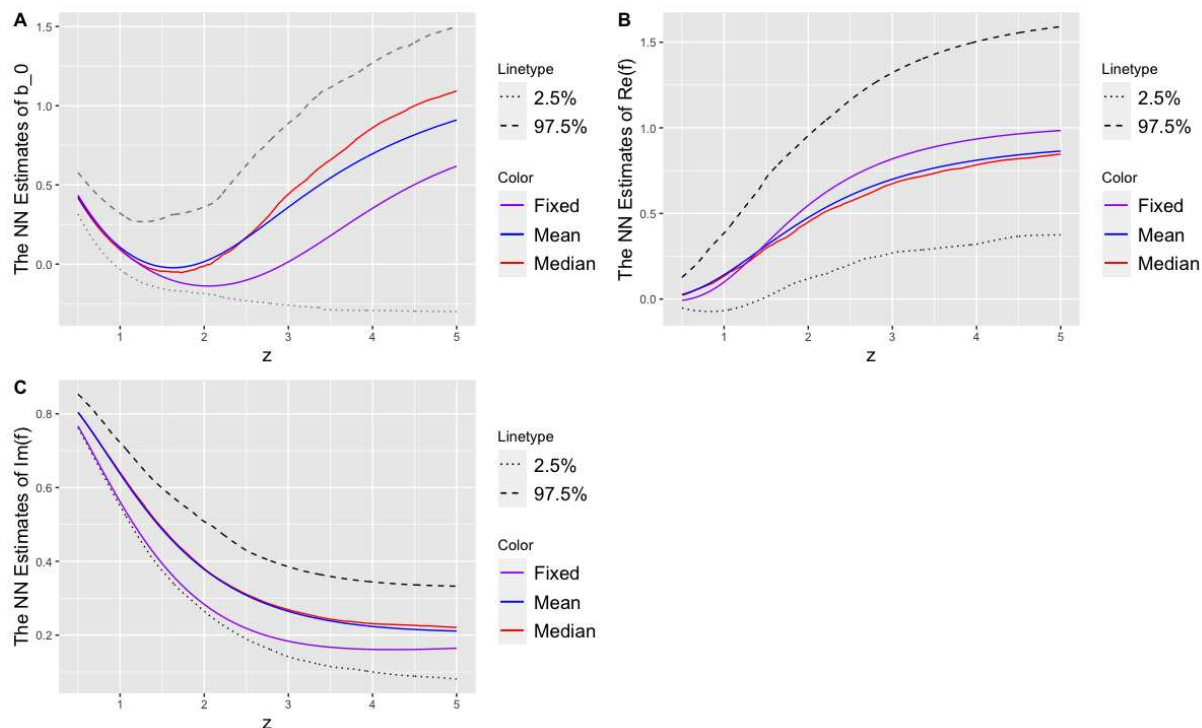 A
The NN Estimates of b_0
1.5
1.0
0.5
0.0
1 2 3 4 5
z
Linetype
2.5%
97.5%
Color
Fixed
Mean
Median
B
The NN Estimates of Re(f)
1.5
1.0
0.5
0.0
1 2 3 4 5
z
Linetype
2.5%
97.5%
Color
Fixed
Mean
Median
C
The NN Estimates of Im(f)
0.8
0.6
0.4
0.2
1 2 3 4 5
z
Linetype
2.5%
97.5%
Color
Fixed
Mean
Median